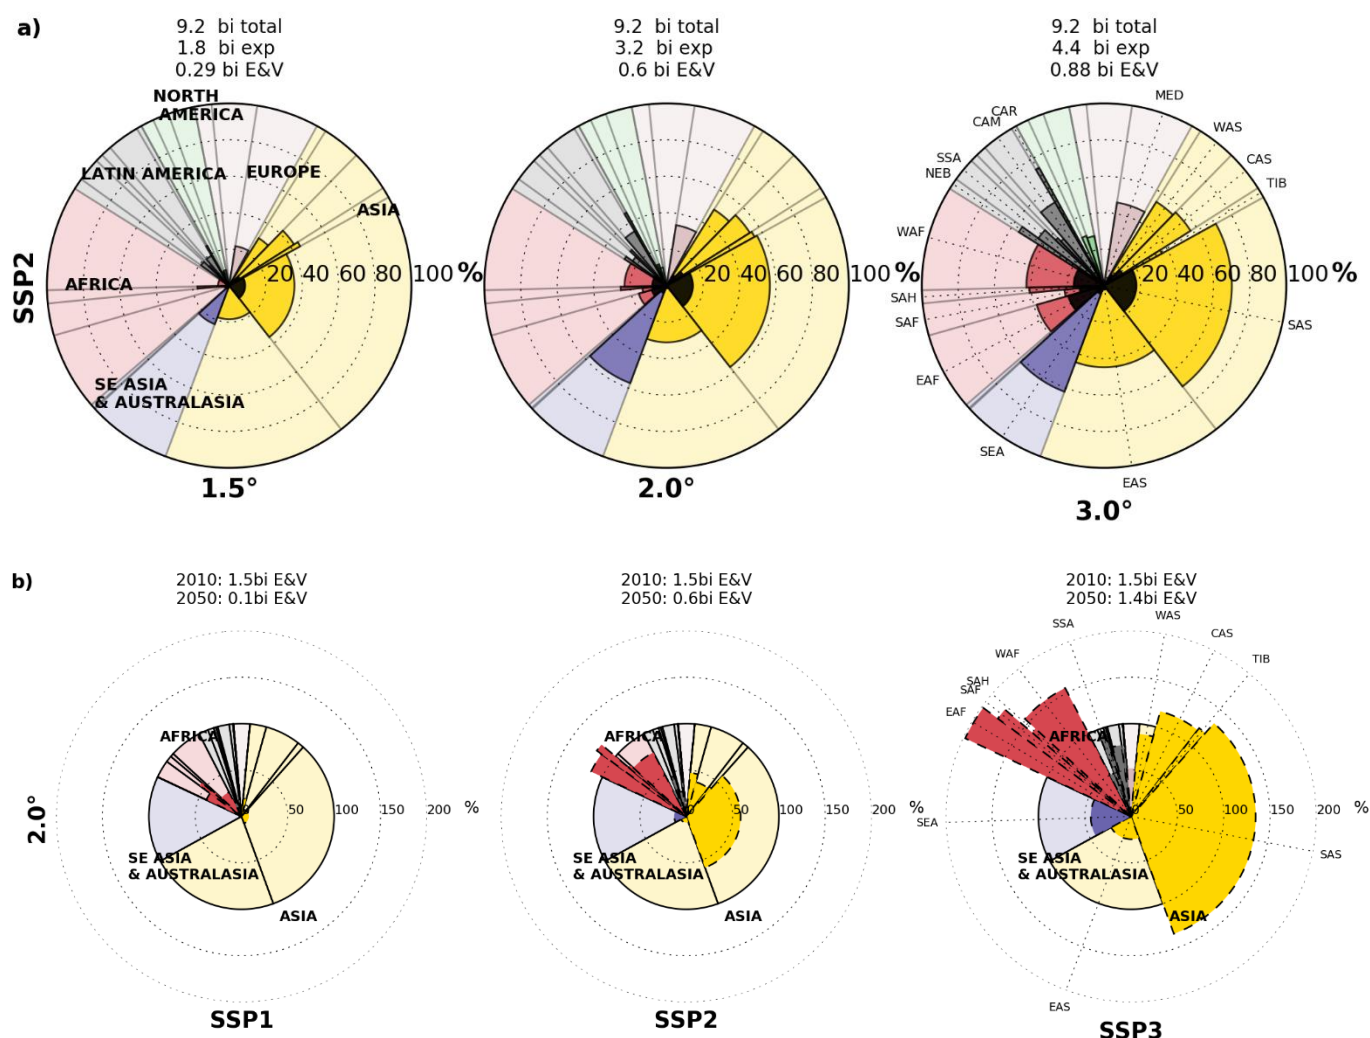 a)
9.2 bi total
1.8 bi exp
0.29 bi E&V
9.2 bi total
3.2 bi exp
0.6 bi E&V
9.2 bi total
4.4 bi exp
0.88 bi E&V
SSP2
NORTH
AMERICA
LATIN AMERICA
EUROPE
ASIA
AFRICA
SE ASIA
& AUSTRALASIA
20 40 60 80 100 %
1.5°
20 40 60 80 100 %
2.0°
MED
CAR
CAM
WAS
SSA
CAS
NEB
TIB
WAF
20 40 60 80 100 %
SAH
SAF
SAS
EAF
SEA
EAS
3.0°
b)
2010: 1.5bi E&V
2050: 0.1bi E&V
2010: 1.5bi E&V
2050: 0.6bi E&V
2010: 1.5bi E&V
2050: 1.4bi E&V
2.0°
AFRICA
0 50 100 150 200 %
SE ASIA
& AUSTRALASIA
ASIA
SSP1
AFRICA
0 50 100 150 200 %
SE ASIA
& AUSTRALASIA
ASIA
SSP2
WAS
SSA
CAS
WAF
TIB
SAH
SAF
EAF
AFRICA
0 50 100 150 200 %
SEA
SAS
SE ASIA
& AUSTRALASIA
ASIA
EAS
SSP3